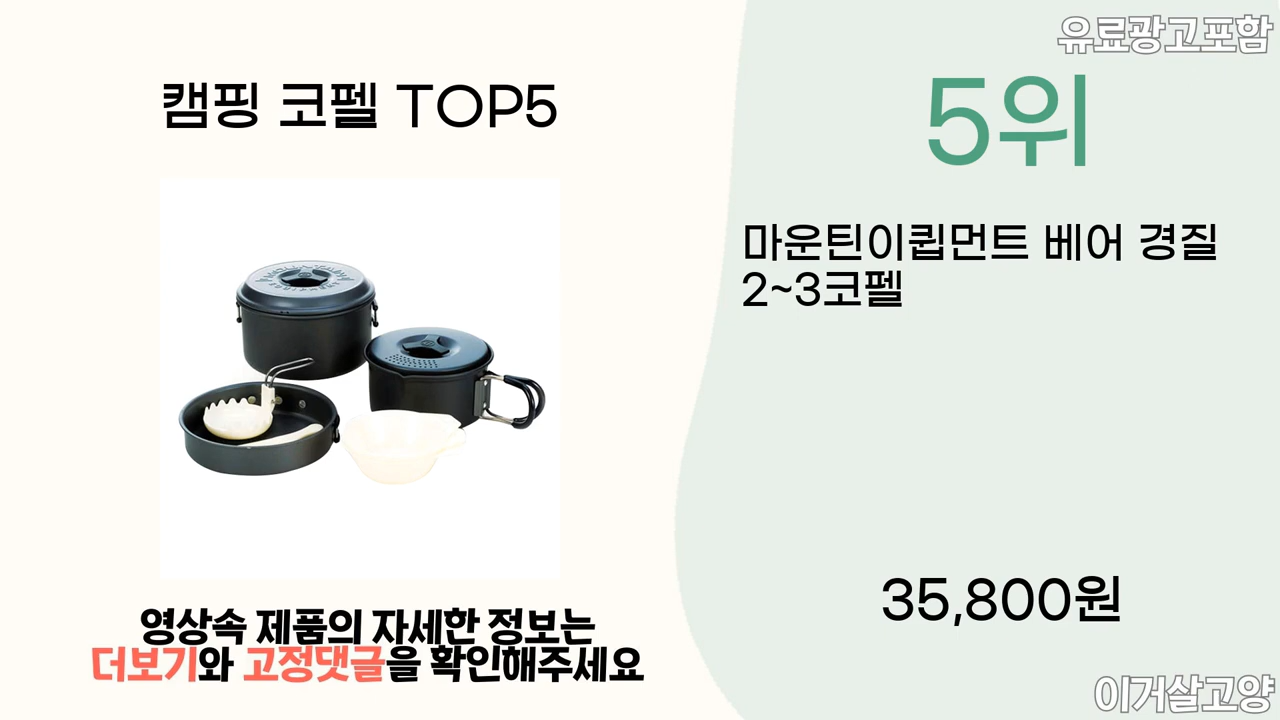 유료광고포함
캠핑 코펠 TOP5
5위
마운틴이큅먼트 베어 경질
2~3코펠
35,800원
영상속 제품의 자세한 정보는
더보기와 고정댓글을 확인해주세요
이거살고양